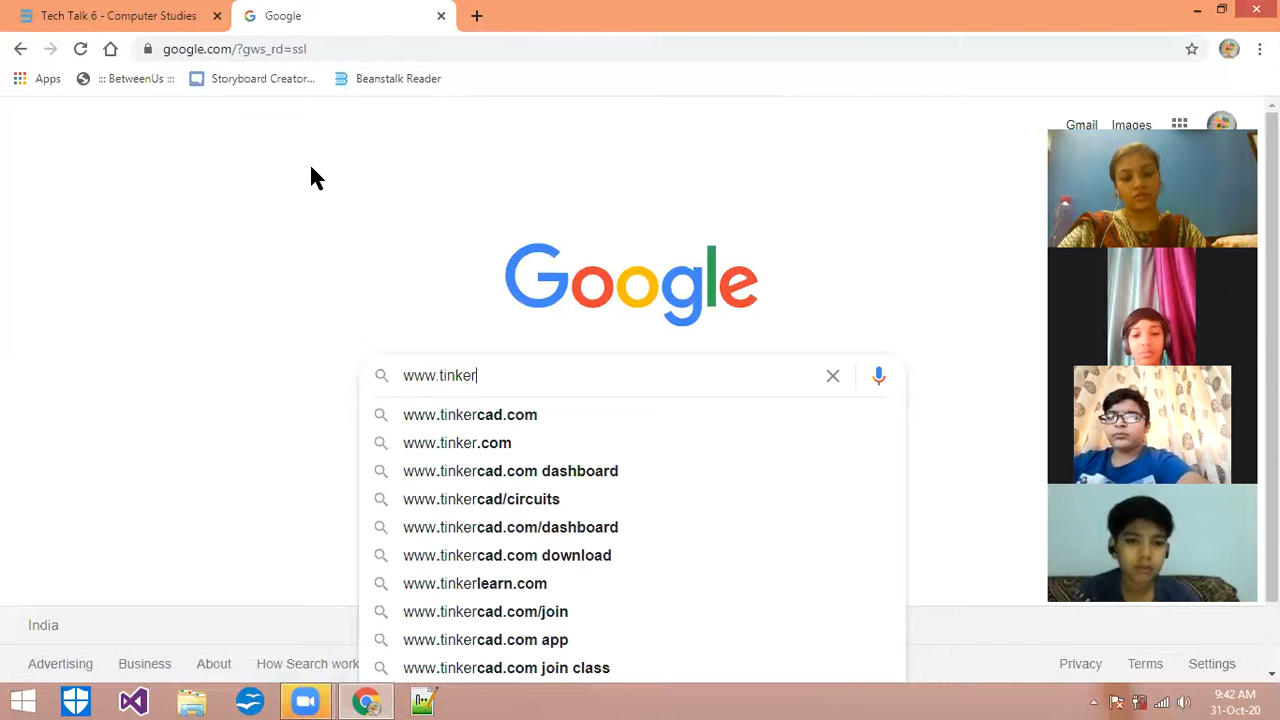 Tech Talk 6 - Computer Studies
Google
google.com/?gws_rd=ssl
Apps
::: BetweenUs :::
Storyboard Creator...
Beanstalk Reader
Gmail
Images
Google
www.tinker
www.tinkercad.com
www.tinker.com
www.tinkercad.com dashboard
www.tinkercad/circuits
www.tinkercad.com/dashboard
www.tinkercad.com download
www.tinkerlearn.com
www.tinkercad.com/join
www.tinkercad.com app
www.tinkercad.com join class
India
Advertising
Business
About
How Search work
Privacy
Terms
Settings
9:42 AM
31-Oct-20